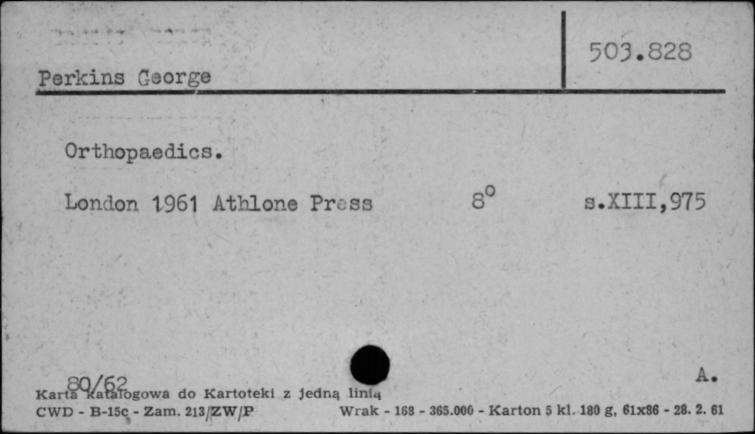 503.828
Perkins George
Orthopaedics.
London 1961 Athlone Press 8° s.XIII,975
80/62 A.
Karta katalogowa do Kartoteki z jedną linią
CWD - B-15c - Zam. 213/ZW/P Wrak - 168 - 365.000 - Karton 5 kl. 180 g, 61x86 - 28. 2. 61